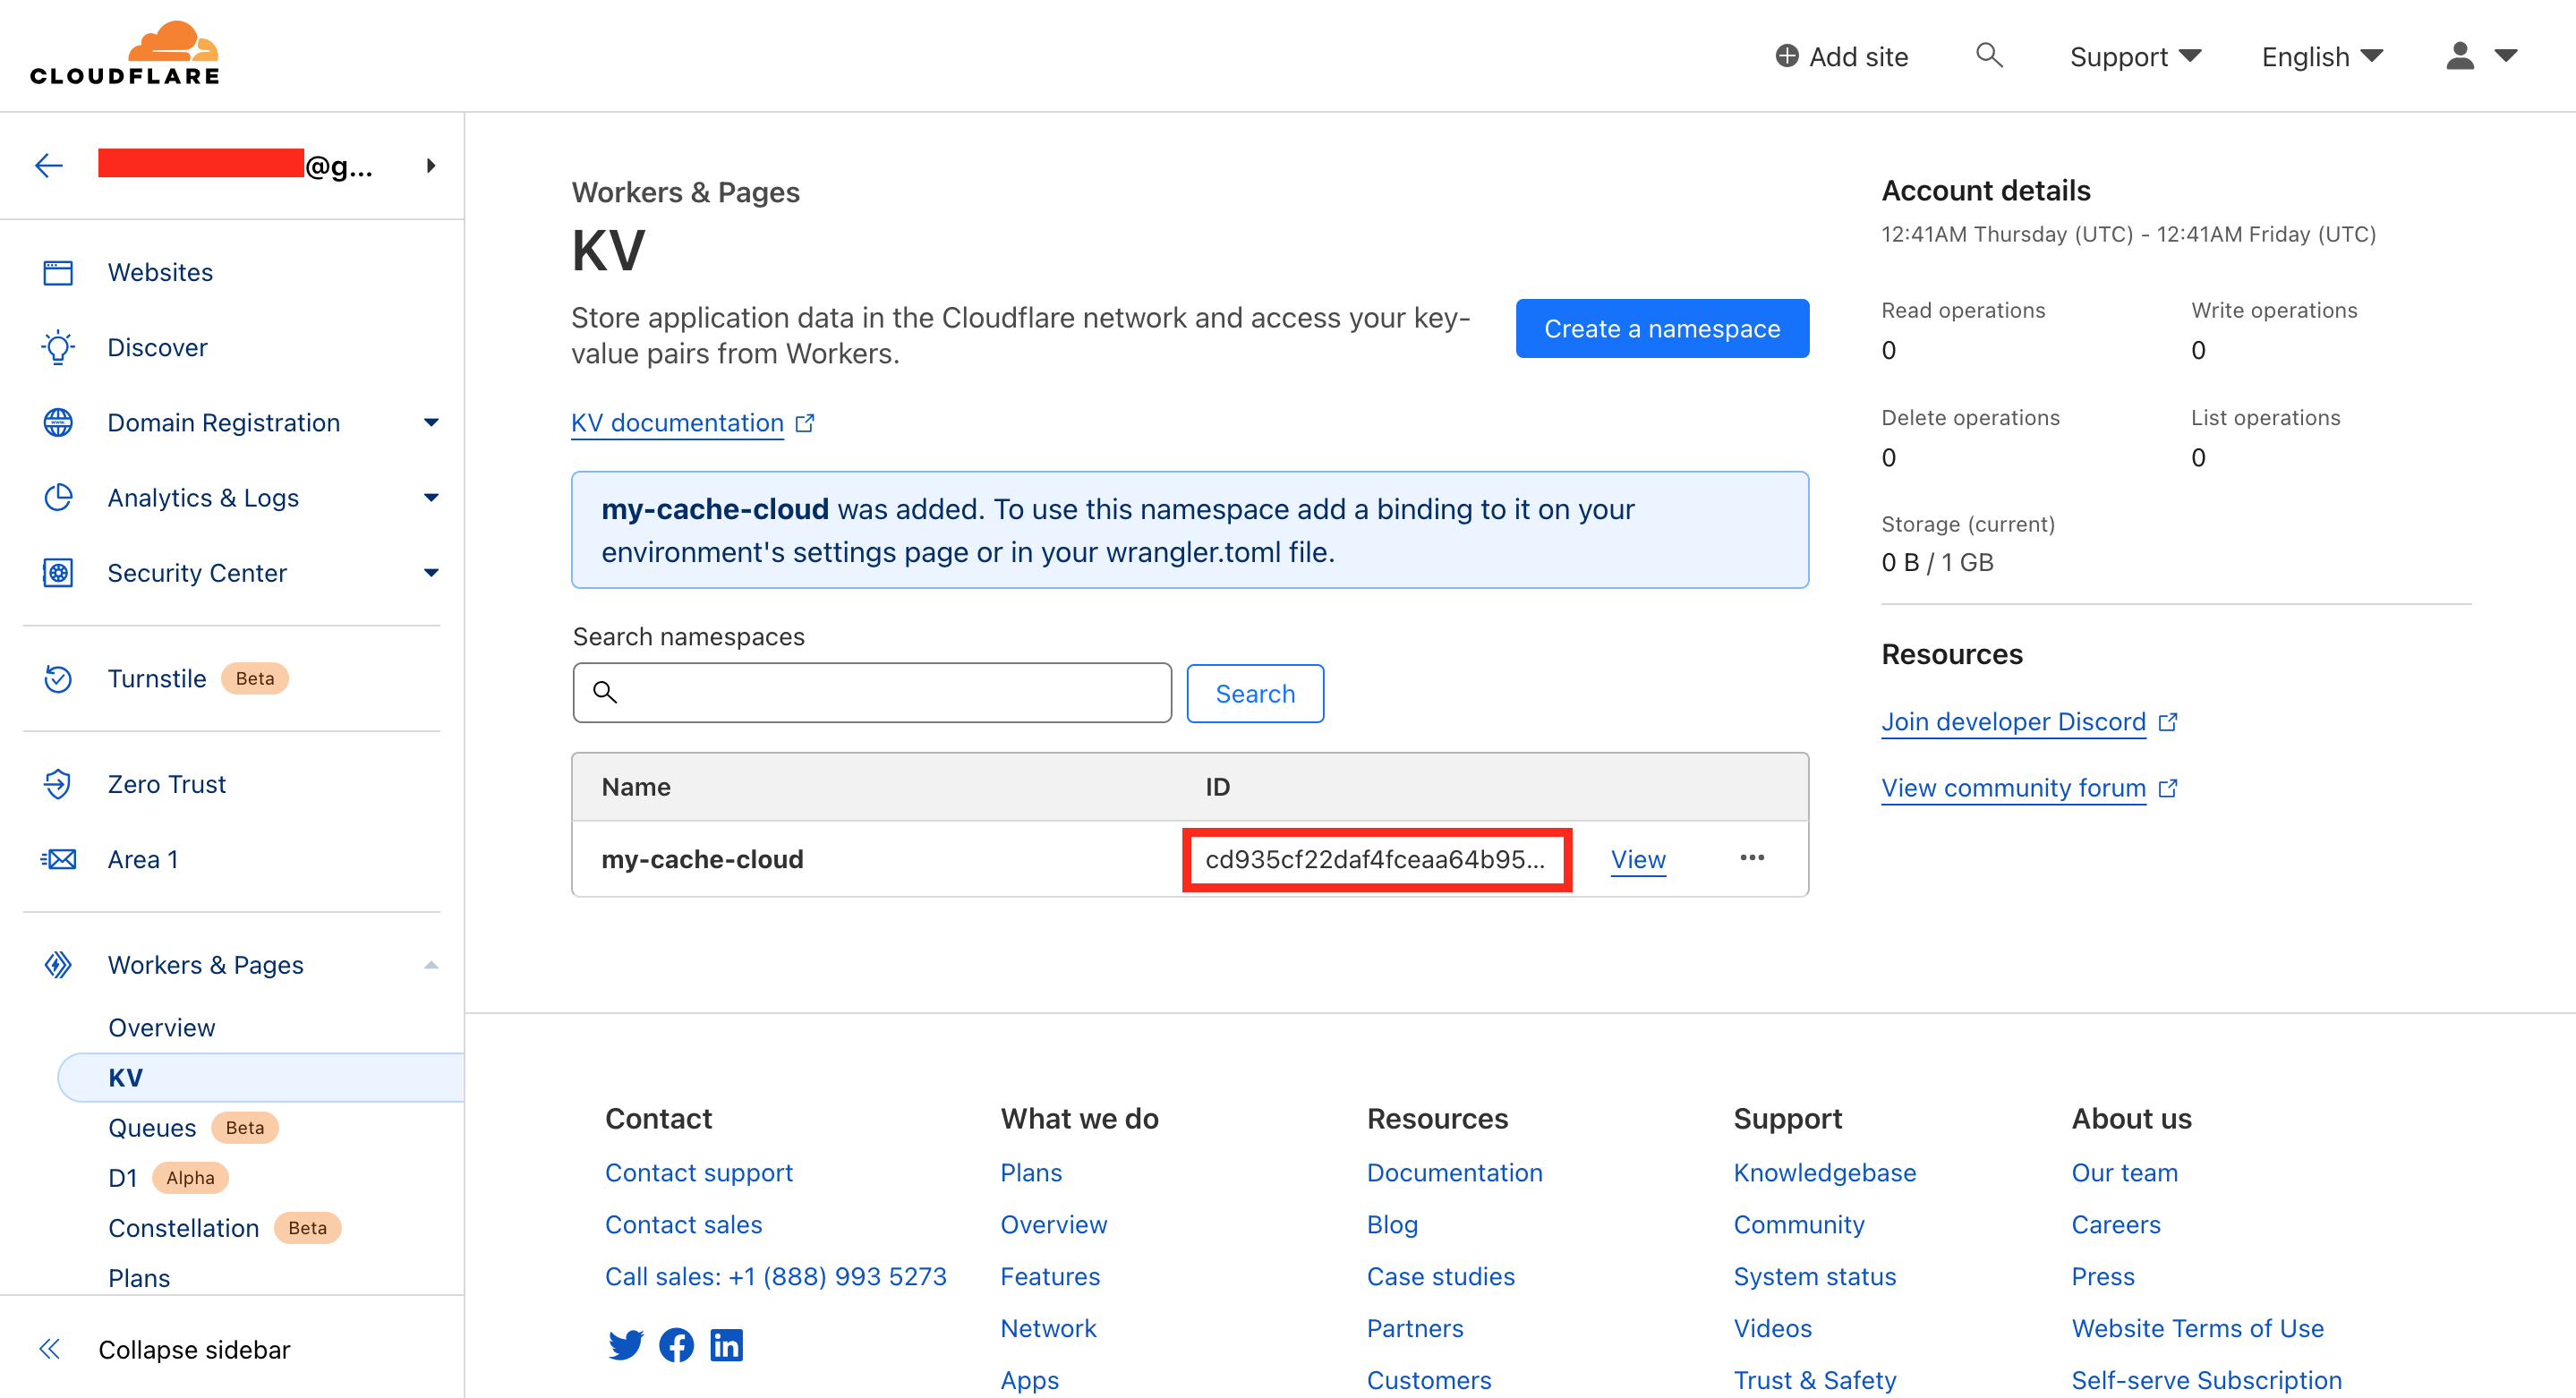 CLOUDFLARE
Add site
Support
English
@g...
Websites
Discover
Domain Registration
Analytics & Logs
Security Center
Turnstile Beta
Zero Trust
Area 1
Workers & Pages
Overview
KV
Queues Beta
D1 Alpha
Constellation Beta
Plans
Collapse sidebar
Workers & Pages
KV
Store application data in the Cloudflare network and access your key-
value pairs from Workers.
Create a namespace
KV documentation
my-cache-cloud was added. To use this namespace add a binding to it on your
environment's settings page or in your wrangler.toml file.
Search namespaces
Search
Name ID
my-cache-cloud cd935cf22daf4fceaa64b95... View
Account details
12:41AM Thursday (UTC) - 12:41AM Friday (UTC)
Read operations Write operations
0 0
Delete operations List operations
0 0
Storage (current)
0 B / 1 GB
Resources
Join developer Discord
View community forum
Contact
Contact support
Contact sales
Call sales: +1 (888) 993 5273
What we do
Plans
Overview
Features
Network
Apps
Resources
Documentation
Blog
Case studies
Partners
Customers
Support
Knowledgebase
Community
System status
Videos
Trust & Safety
About us
Our team
Careers
Press
Website Terms of Use
Self-serve Subscription